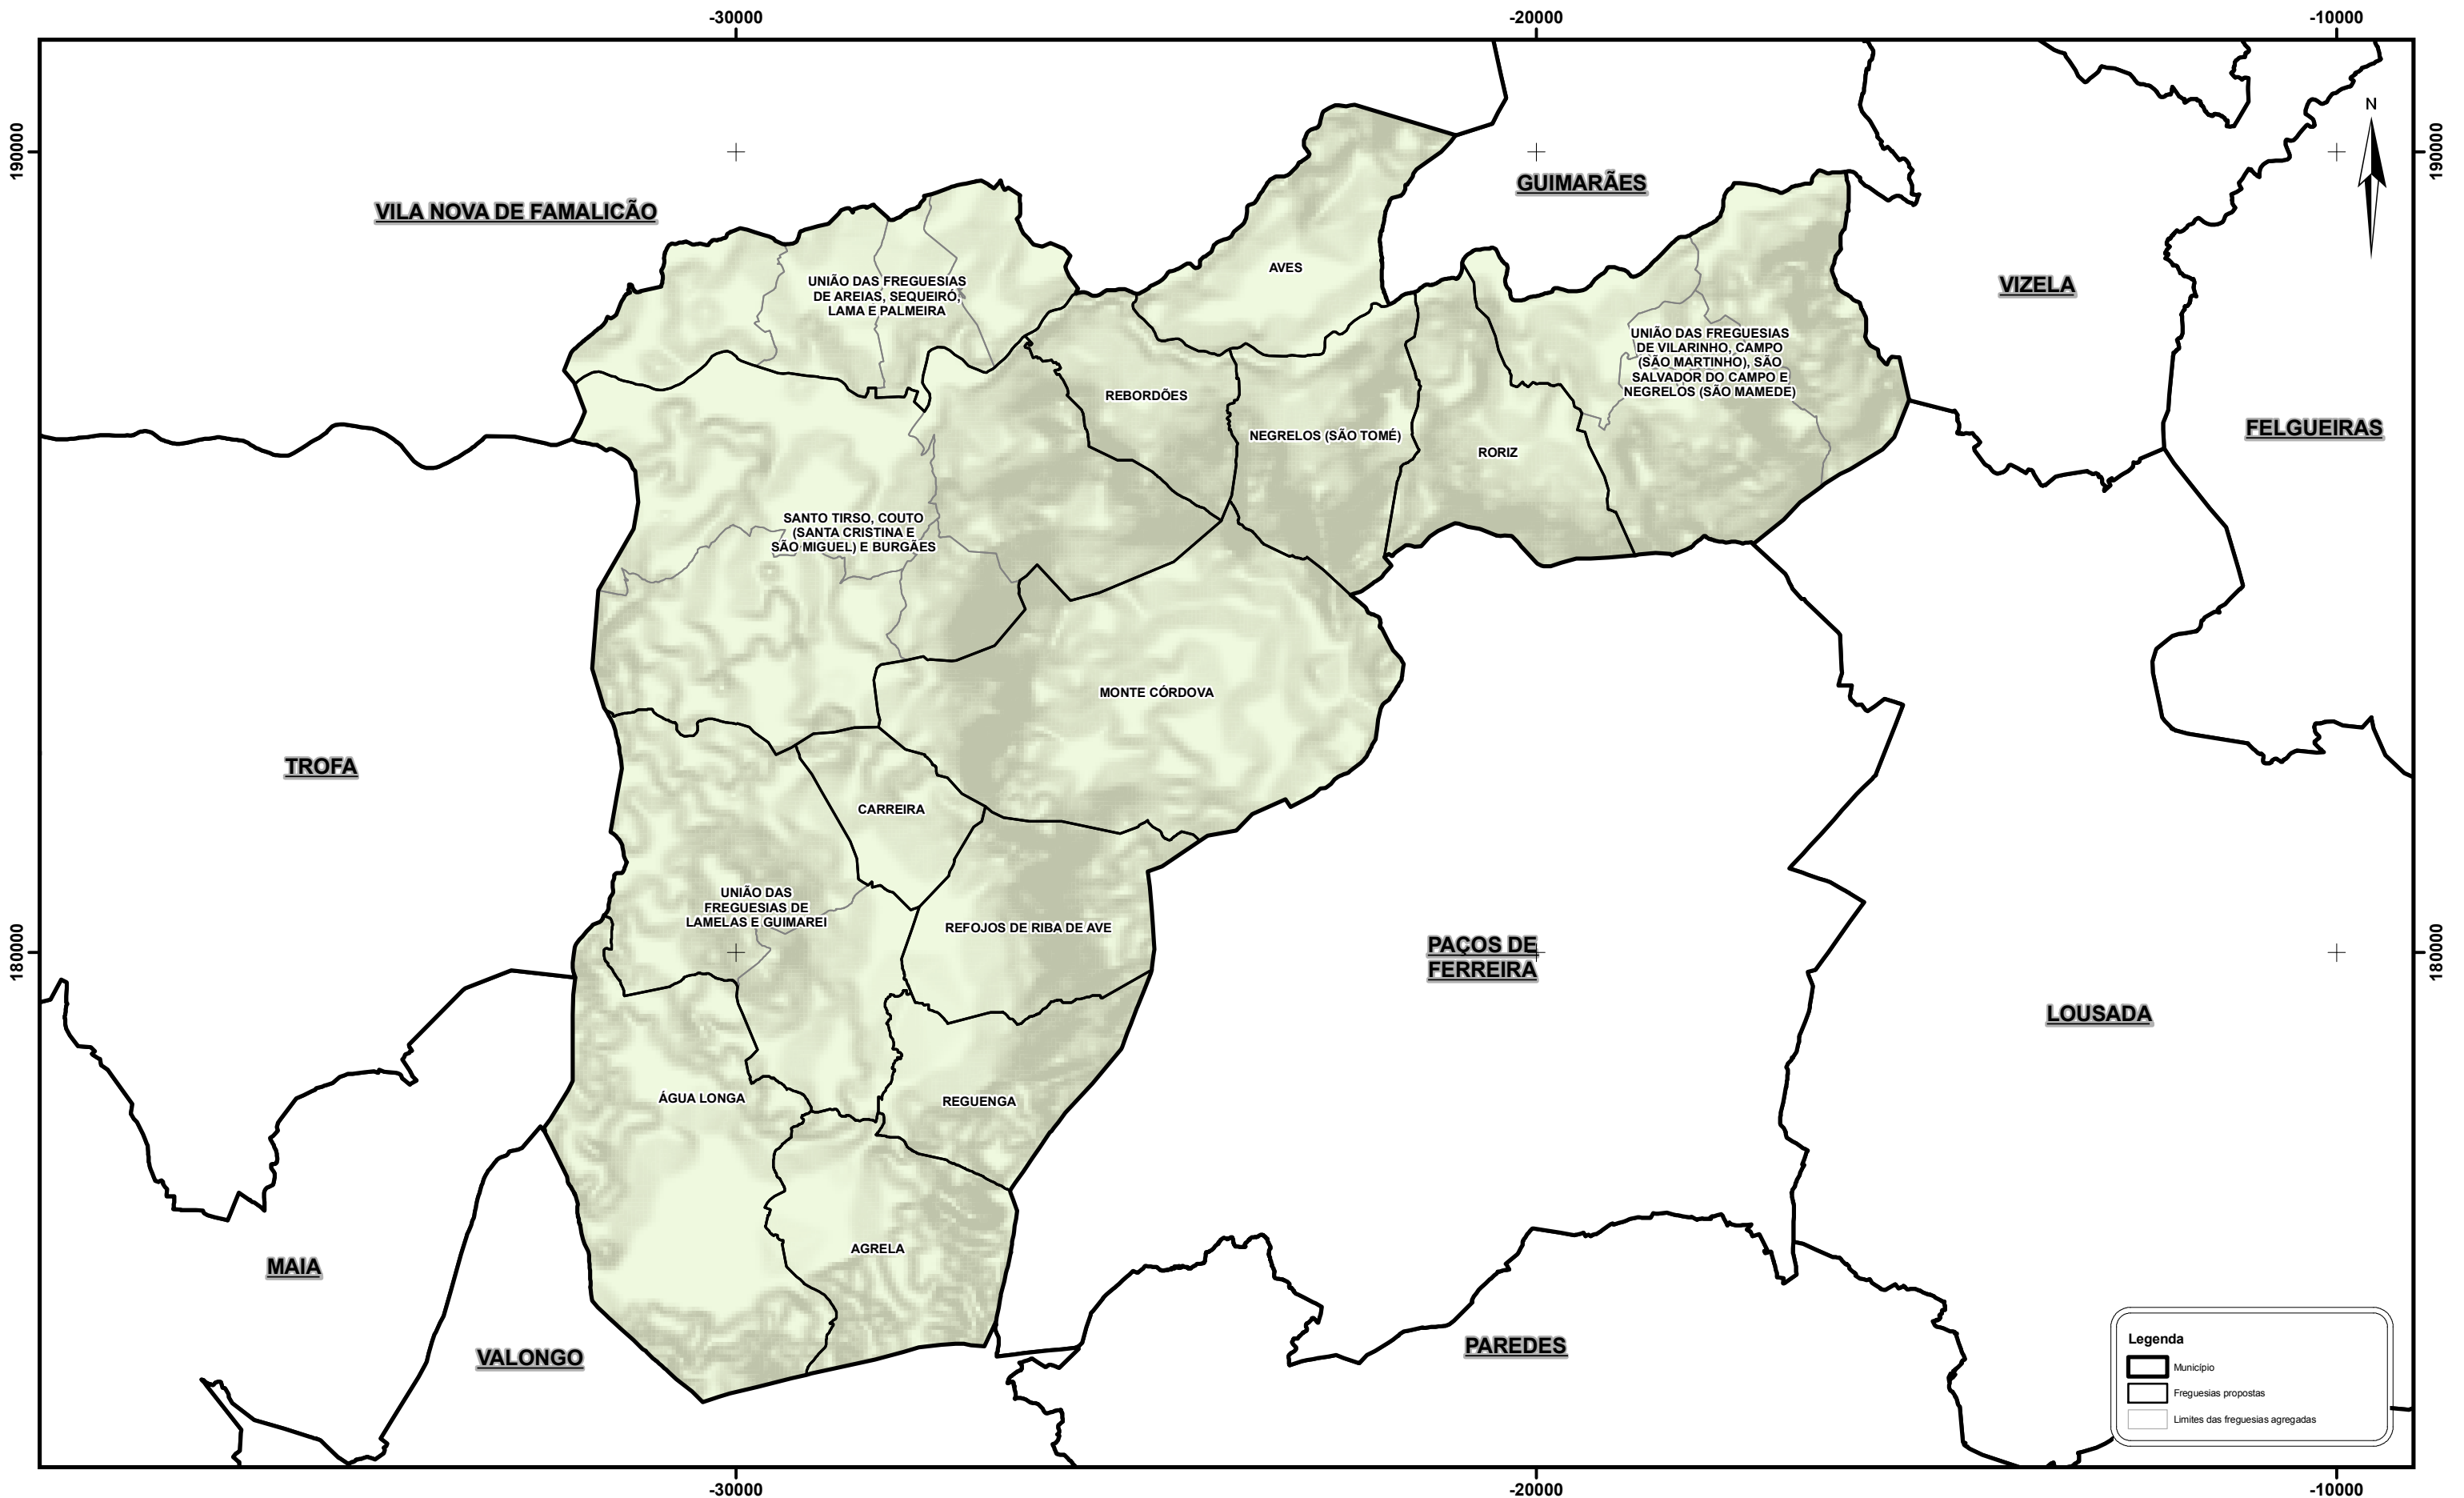 -30000
-20000
-10000
190000
190000
N
GUIMARÃES
VILA NOVA DE FAMALICÃO
AVES
UNIÃO DAS FREGUESIAS
DE AREIAS, SEQUEIRÓ,
LAMA E PALMEIRA
VIZELA
UNIÃO DAS FREGUESIAS
DE VILARINHO, CAMPO
(SÃO MARTINHO), SÃO
SALVADOR DO CAMPO E
NEGRELOS (SÃO MAMEDE)
REBORDÕES
NEGRELOS (SÃO TOMÉ)
RORIZ
FELGUEIRAS
SANTO TIRSO, COUTO
(SANTA CRISTINA E
SÃO MIGUEL) E BURGÃES
MONTE CÓRDOVA
TROFA
CARREIRA
UNIÃO DAS
FREGUESIAS DE
LAMELAS E GUIMAREI
REFOJOS DE RIBA DE AVE
180000
PAÇOS DE
FERREIRA
180000
LOUSADA
ÁGUA LONGA
REGUENGA
AGRELA
MAIA
VALONGO
PAREDES
Legenda
Município
Freguesias propostas
Limites das freguesias agregadas
-30000
-20000
-10000